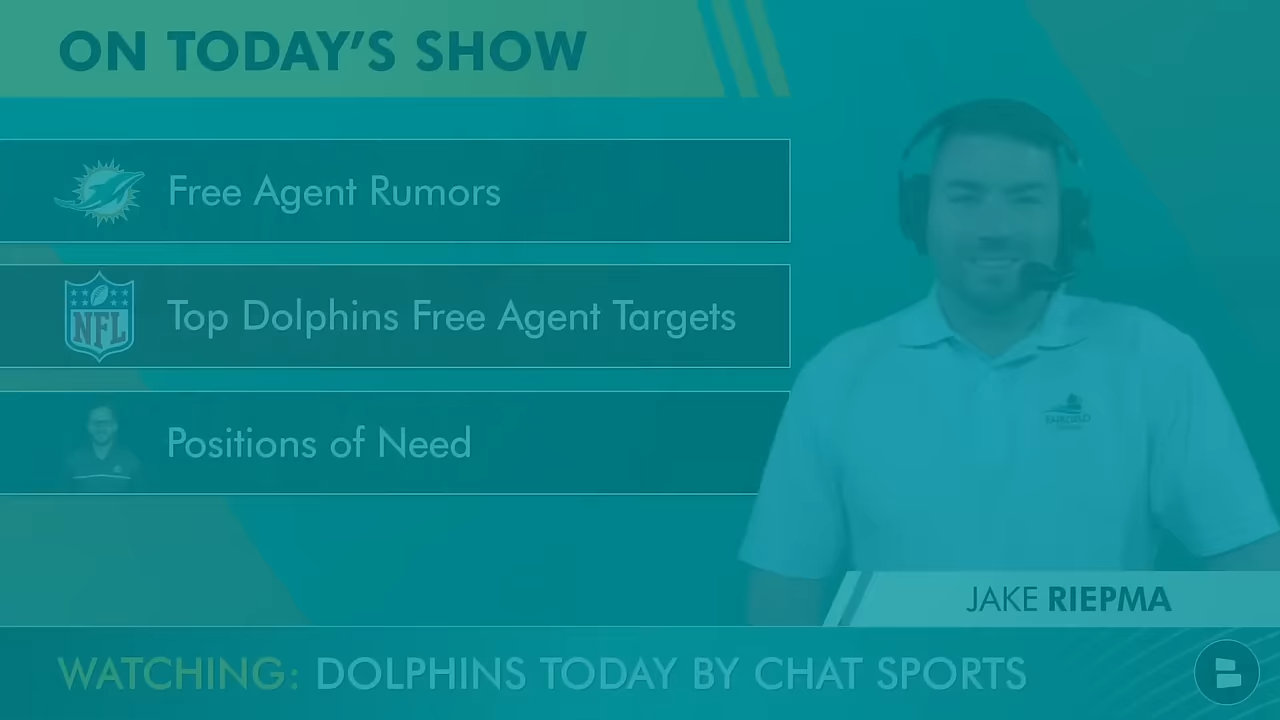 ON TODAY'S SHOW
Free Agent Rumors
NFL
Top Dolphins Free Agent Targets
Positions of Need
JAKE RIEPMA
WATCHING: DOLPHINS TODAY BY CHAT SPORTS